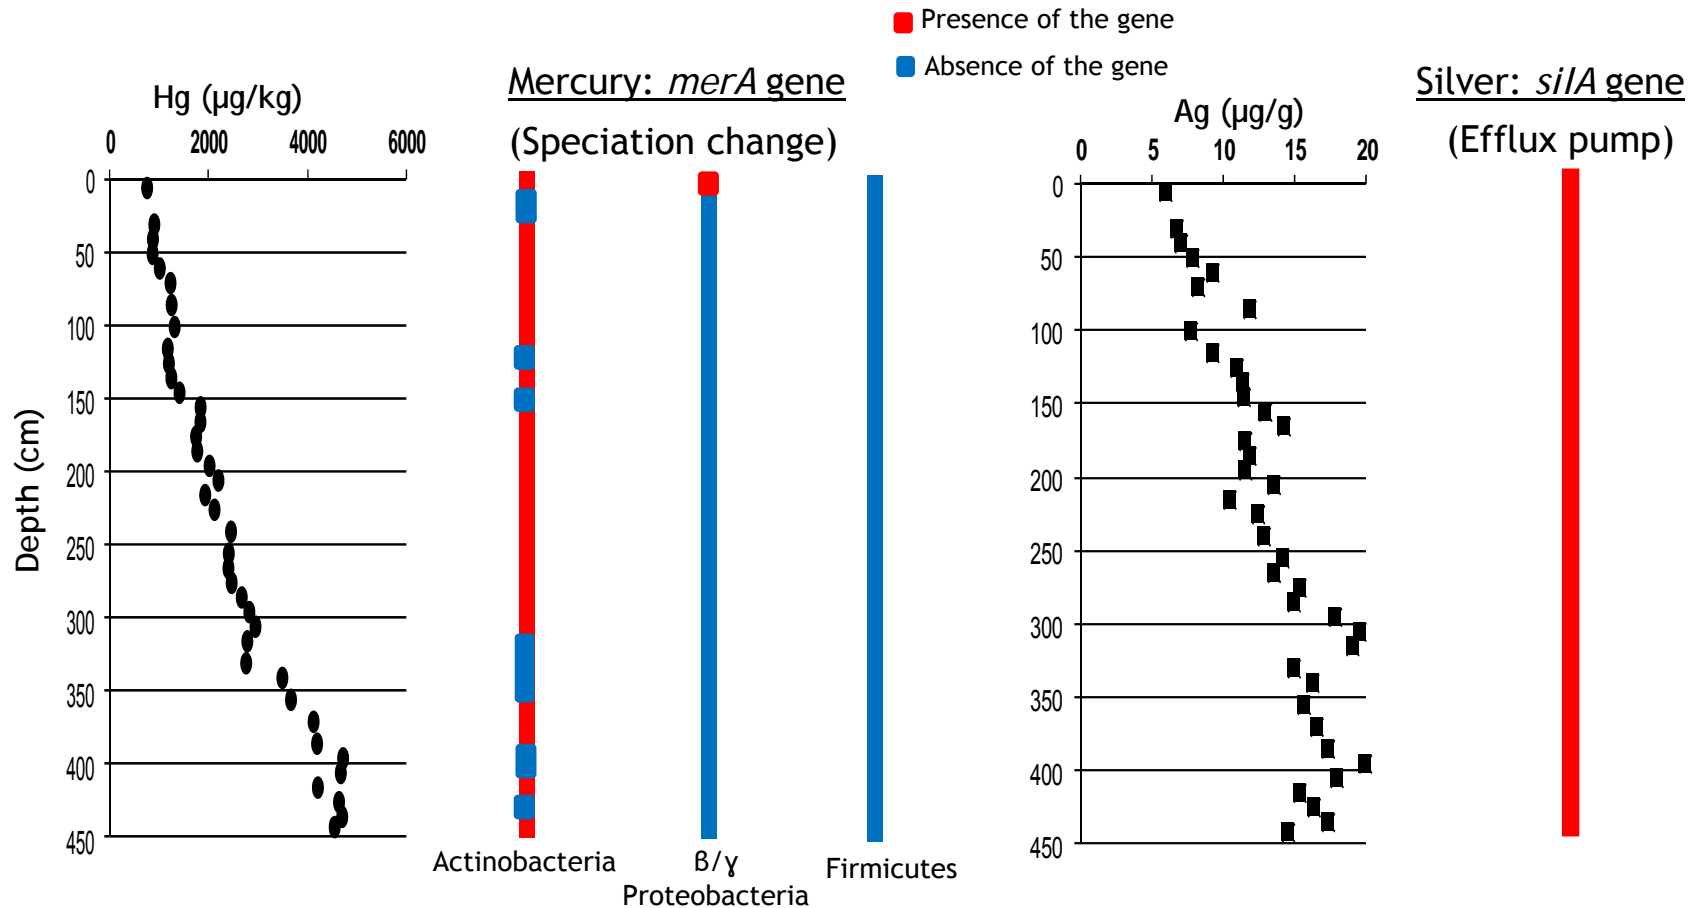 Presence of the gene
Absence of the gene
Hg (µg/kg)
0 2000 4000 6000
0
50
100
150
200
250
300
350
400
450
Depth (cm)
Mercury: merA gene
(Speciation change)
Actinobacteria
ß/ɣ
Proteobacteria
Firmicutes
Ag (µg/g)
0 5 10 15 20
0
50
100
150
200
250
300
350
400
450
Silver: silA gene
(Efflux pump)